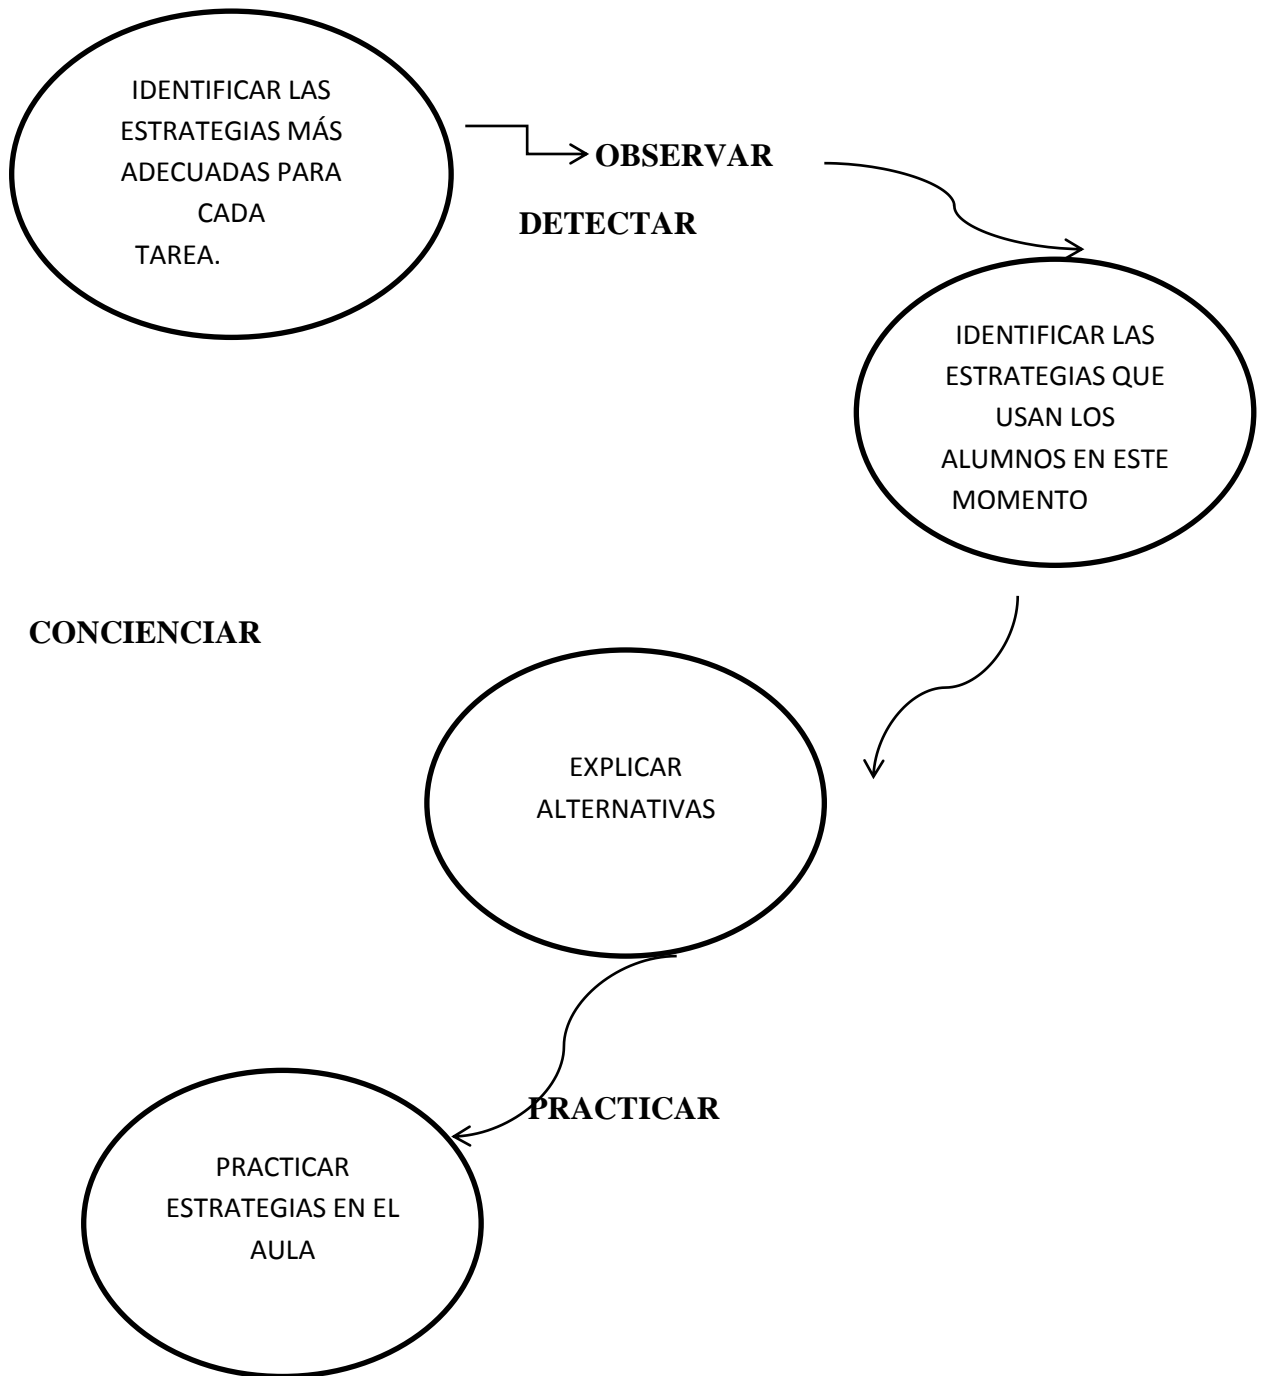 IDENTIFICAR LAS
ESTRATEGIAS MÁS
ADECUADAS PARA
CADA
TAREA.
OBSERVAR
DETECTAR
IDENTIFICAR LAS
ESTRATEGIAS QUE
USAN LOS
ALUMNOS EN ESTE
MOMENTO
CONCIENCIAR
EXPLICAR
ALTERNATIVAS
PRACTICAR
PRACTICAR
ESTRATEGIAS EN EL
AULA